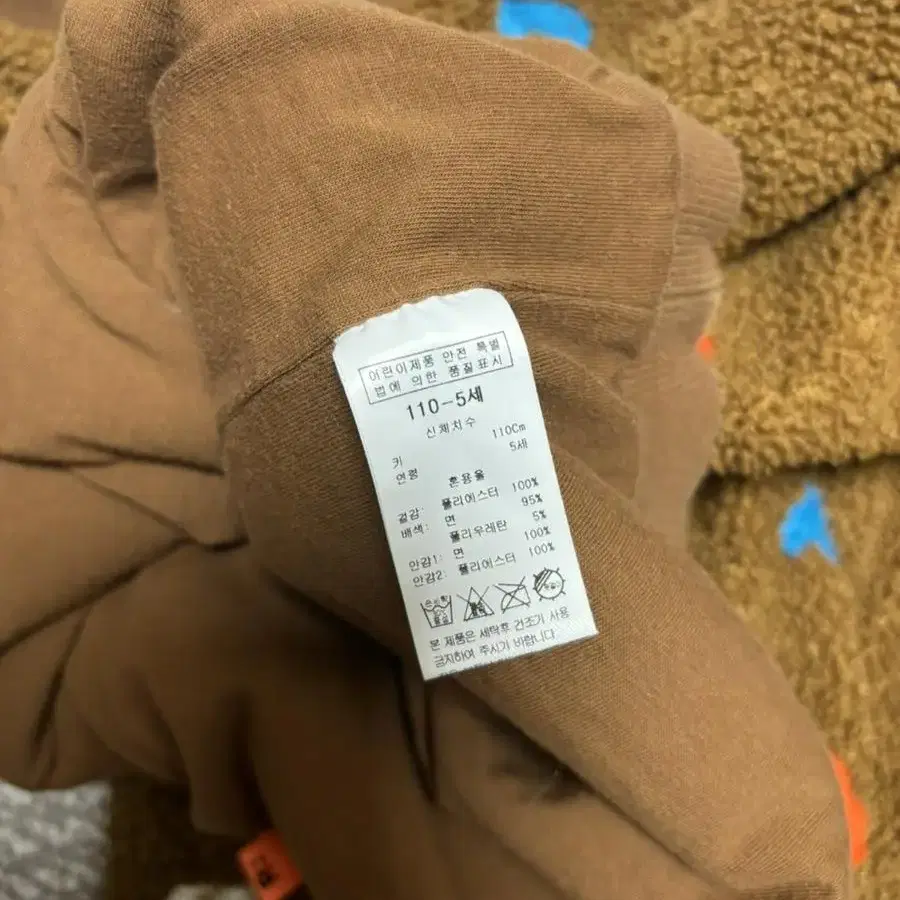 어린이제품 안전 특별
법에 의한 품질표시
110-5세
신체치수
키 110Cm
연령 5세
혼용율
겉감: 폴리에스터 100%
배색: 면 95%
폴리우레탄 5%
안감1: 면 100%
안감2: 폴리에스터 100%
본 제품은 세탁후 건조기 사용
금지하여 주시기 바랍니다.